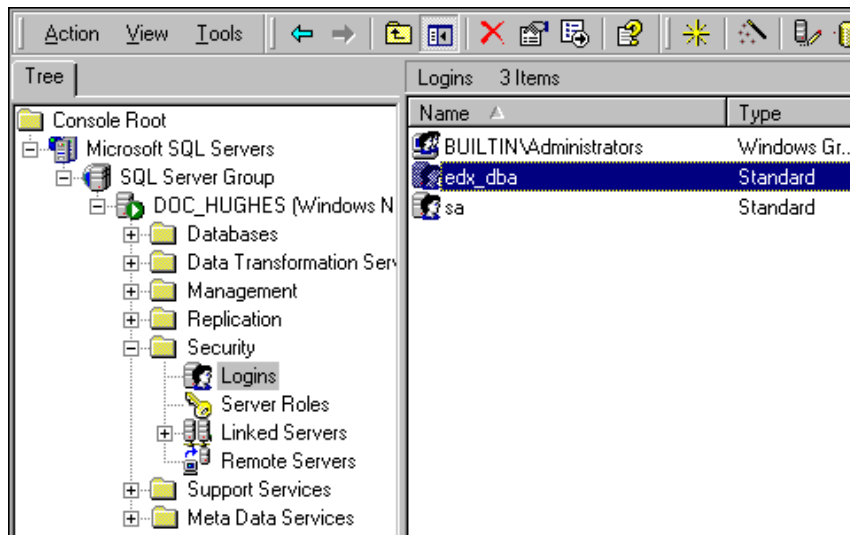 Action View Tools
Tree
Logins 3 Items
Console Root
Microsoft SQL Servers
SQL Server Group
DOC_HUGHES (Windows N
Databases
Data Transformation Serv
Management
Replication
Security
Logins
Server Roles
Linked Servers
Remote Servers
Support Services
Meta Data Services
Name Type
BUILTIN\Administrators Windows Gr...
edx_dba Standard
sa Standard